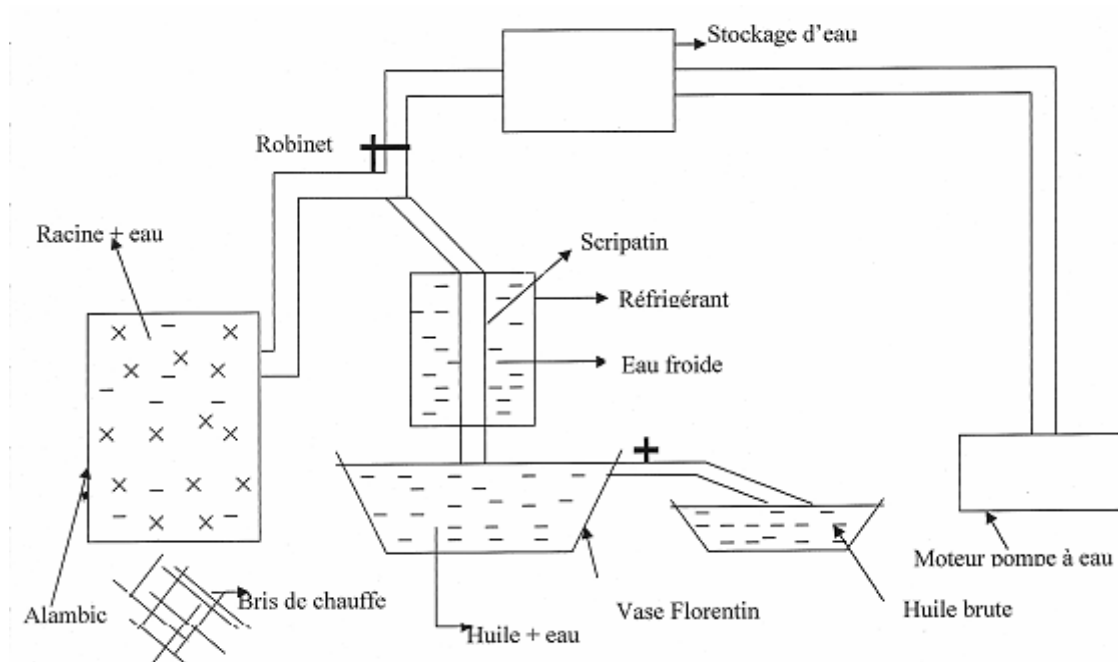 Stockage d'eau
Robinet
Racine + eau
Scripatin
Réfrigérant
Eau froide
Moteur pompe à eau
Alambic
Bris de chauffe
Vase Florentin
Huile brute
Huile + eau